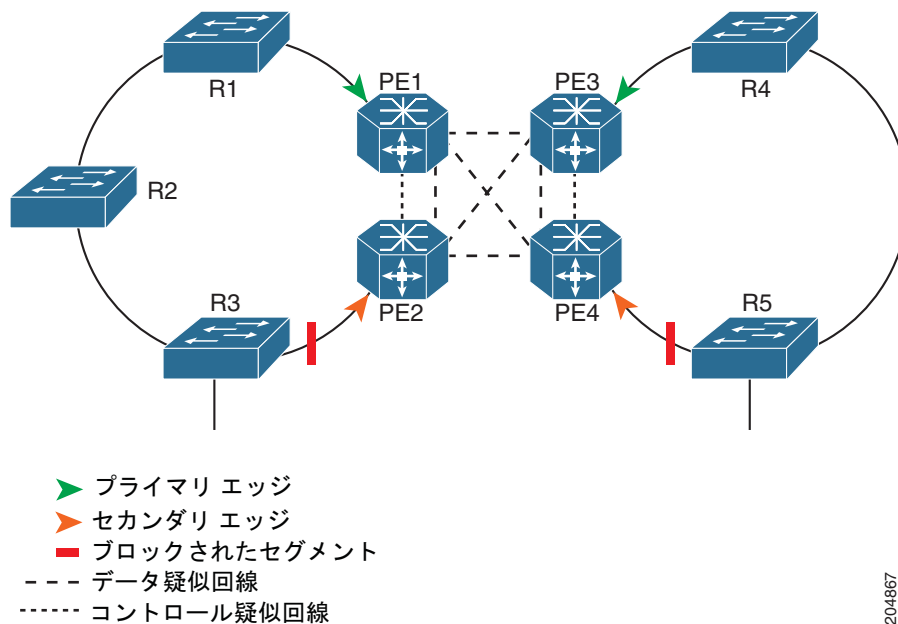 R1
PE1
PE3
R4
R2
R3
PE2
PE4
R5
プライマリ エッジ
セカンダリ エッジ
ブロックされたセグメント
データ疑似回線
コントロール疑似回線
204867